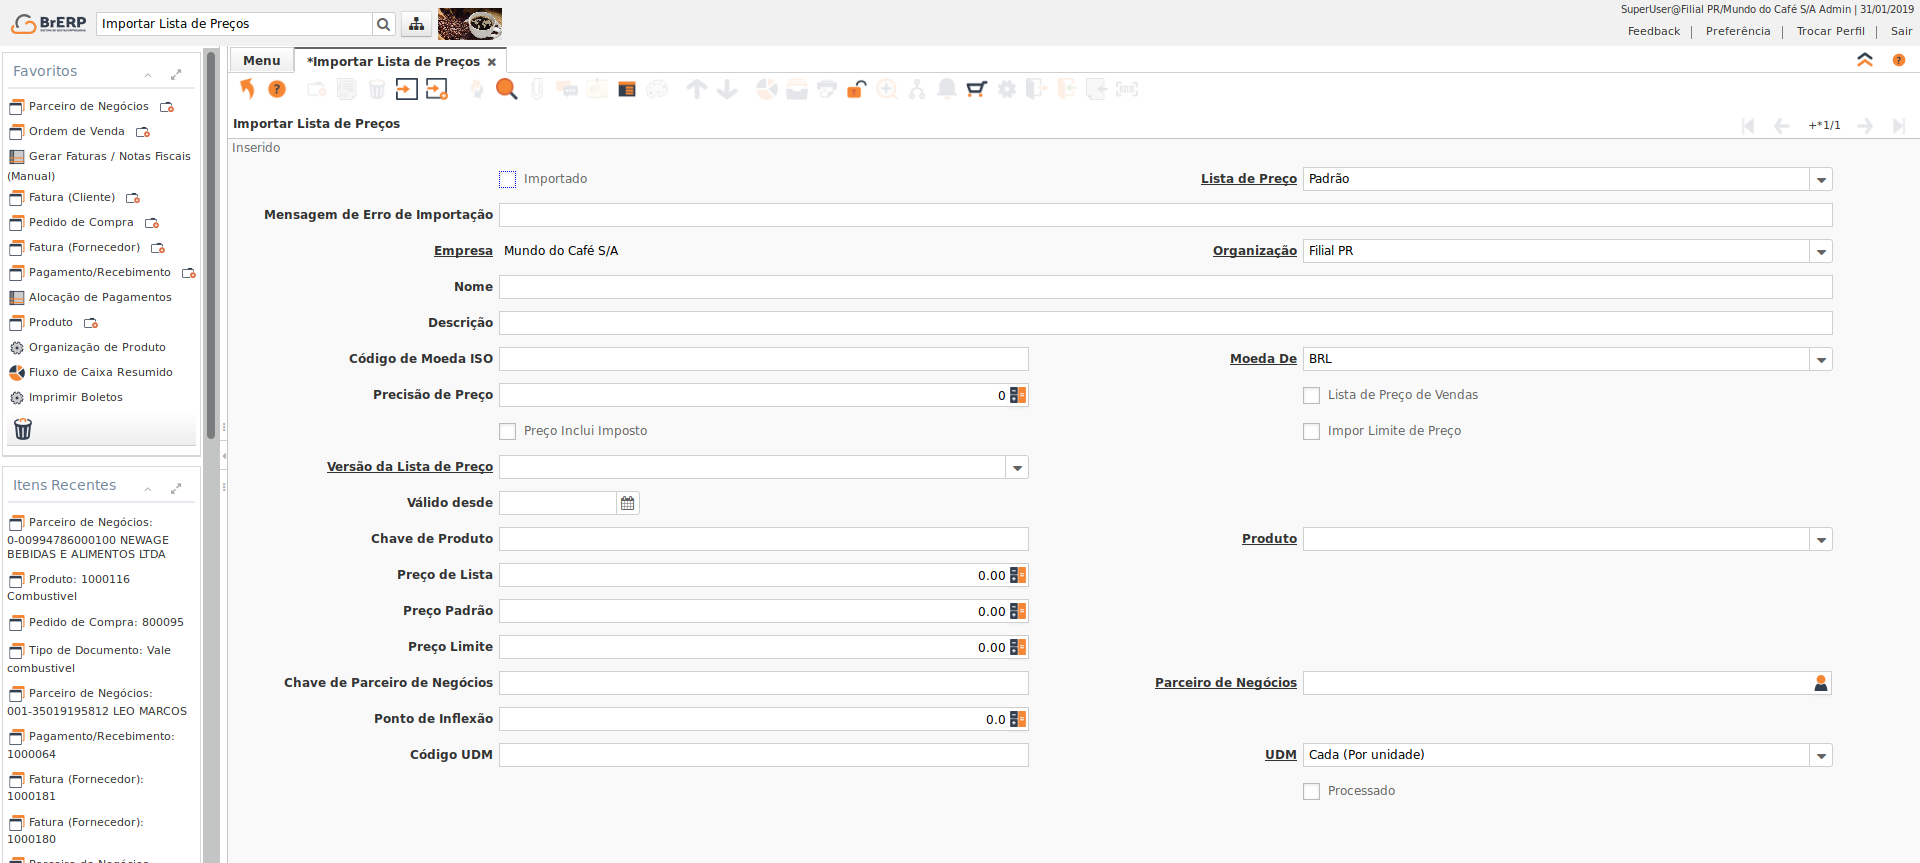 BrERP
Importar Lista de Preços
SuperUser@Filial PR/Mundo do Café S/A Admin | 31/01/2019
Feedback | Preferência | Trocar Perfil | Sair
Favoritos
Parceiro de Negócios
Ordem de Venda
Gerar Faturas / Notas Fiscais
(Manual)
Fatura (Cliente)
Pedido de Compra
Fatura (Fornecedor)
Pagamento/Recebimento
Alocação de Pagamentos
Produto
Organização de Produto
Fluxo de Caixa Resumido
Imprimir Boletos
Itens Recentes
Parceiro de Negócios:
0-00994786000100 NEWAGE
BEBIDAS E ALIMENTOS LTDA
Produto: 1000116
Combustivel
Pedido de Compra: 800095
Tipo de Documento: Vale
combustivel
Parceiro de Negócios:
001-35019195812 LEO MARCOS
Pagamento/Recebimento:
1000064
Fatura (Fornecedor):
1000181
Fatura (Fornecedor):
1000180
Menu
*Importar Lista de Preços
Importar Lista de Preços
+*1/1
Inserido
Importado
Lista de Preço Padrão
Mensagem de Erro de Importação
Empresa Mundo do Café S/A
Organização Filial PR
Nome
Descrição
Código de Moeda ISO
Moeda De BRL
Precisão de Preço 0
Lista de Preço de Vendas
Preço Inclui Imposto
Impor Limite de Preço
Versão da Lista de Preço
Válido desde
Chave de Produto
Produto
Preço de Lista 0.00
Preço Padrão 0.00
Preço Limite 0.00
Chave de Parceiro de Negócios
Parceiro de Negócios
Ponto de Inflexão 0.0
Código UDM
UDM Cada (Por unidade)
Processado